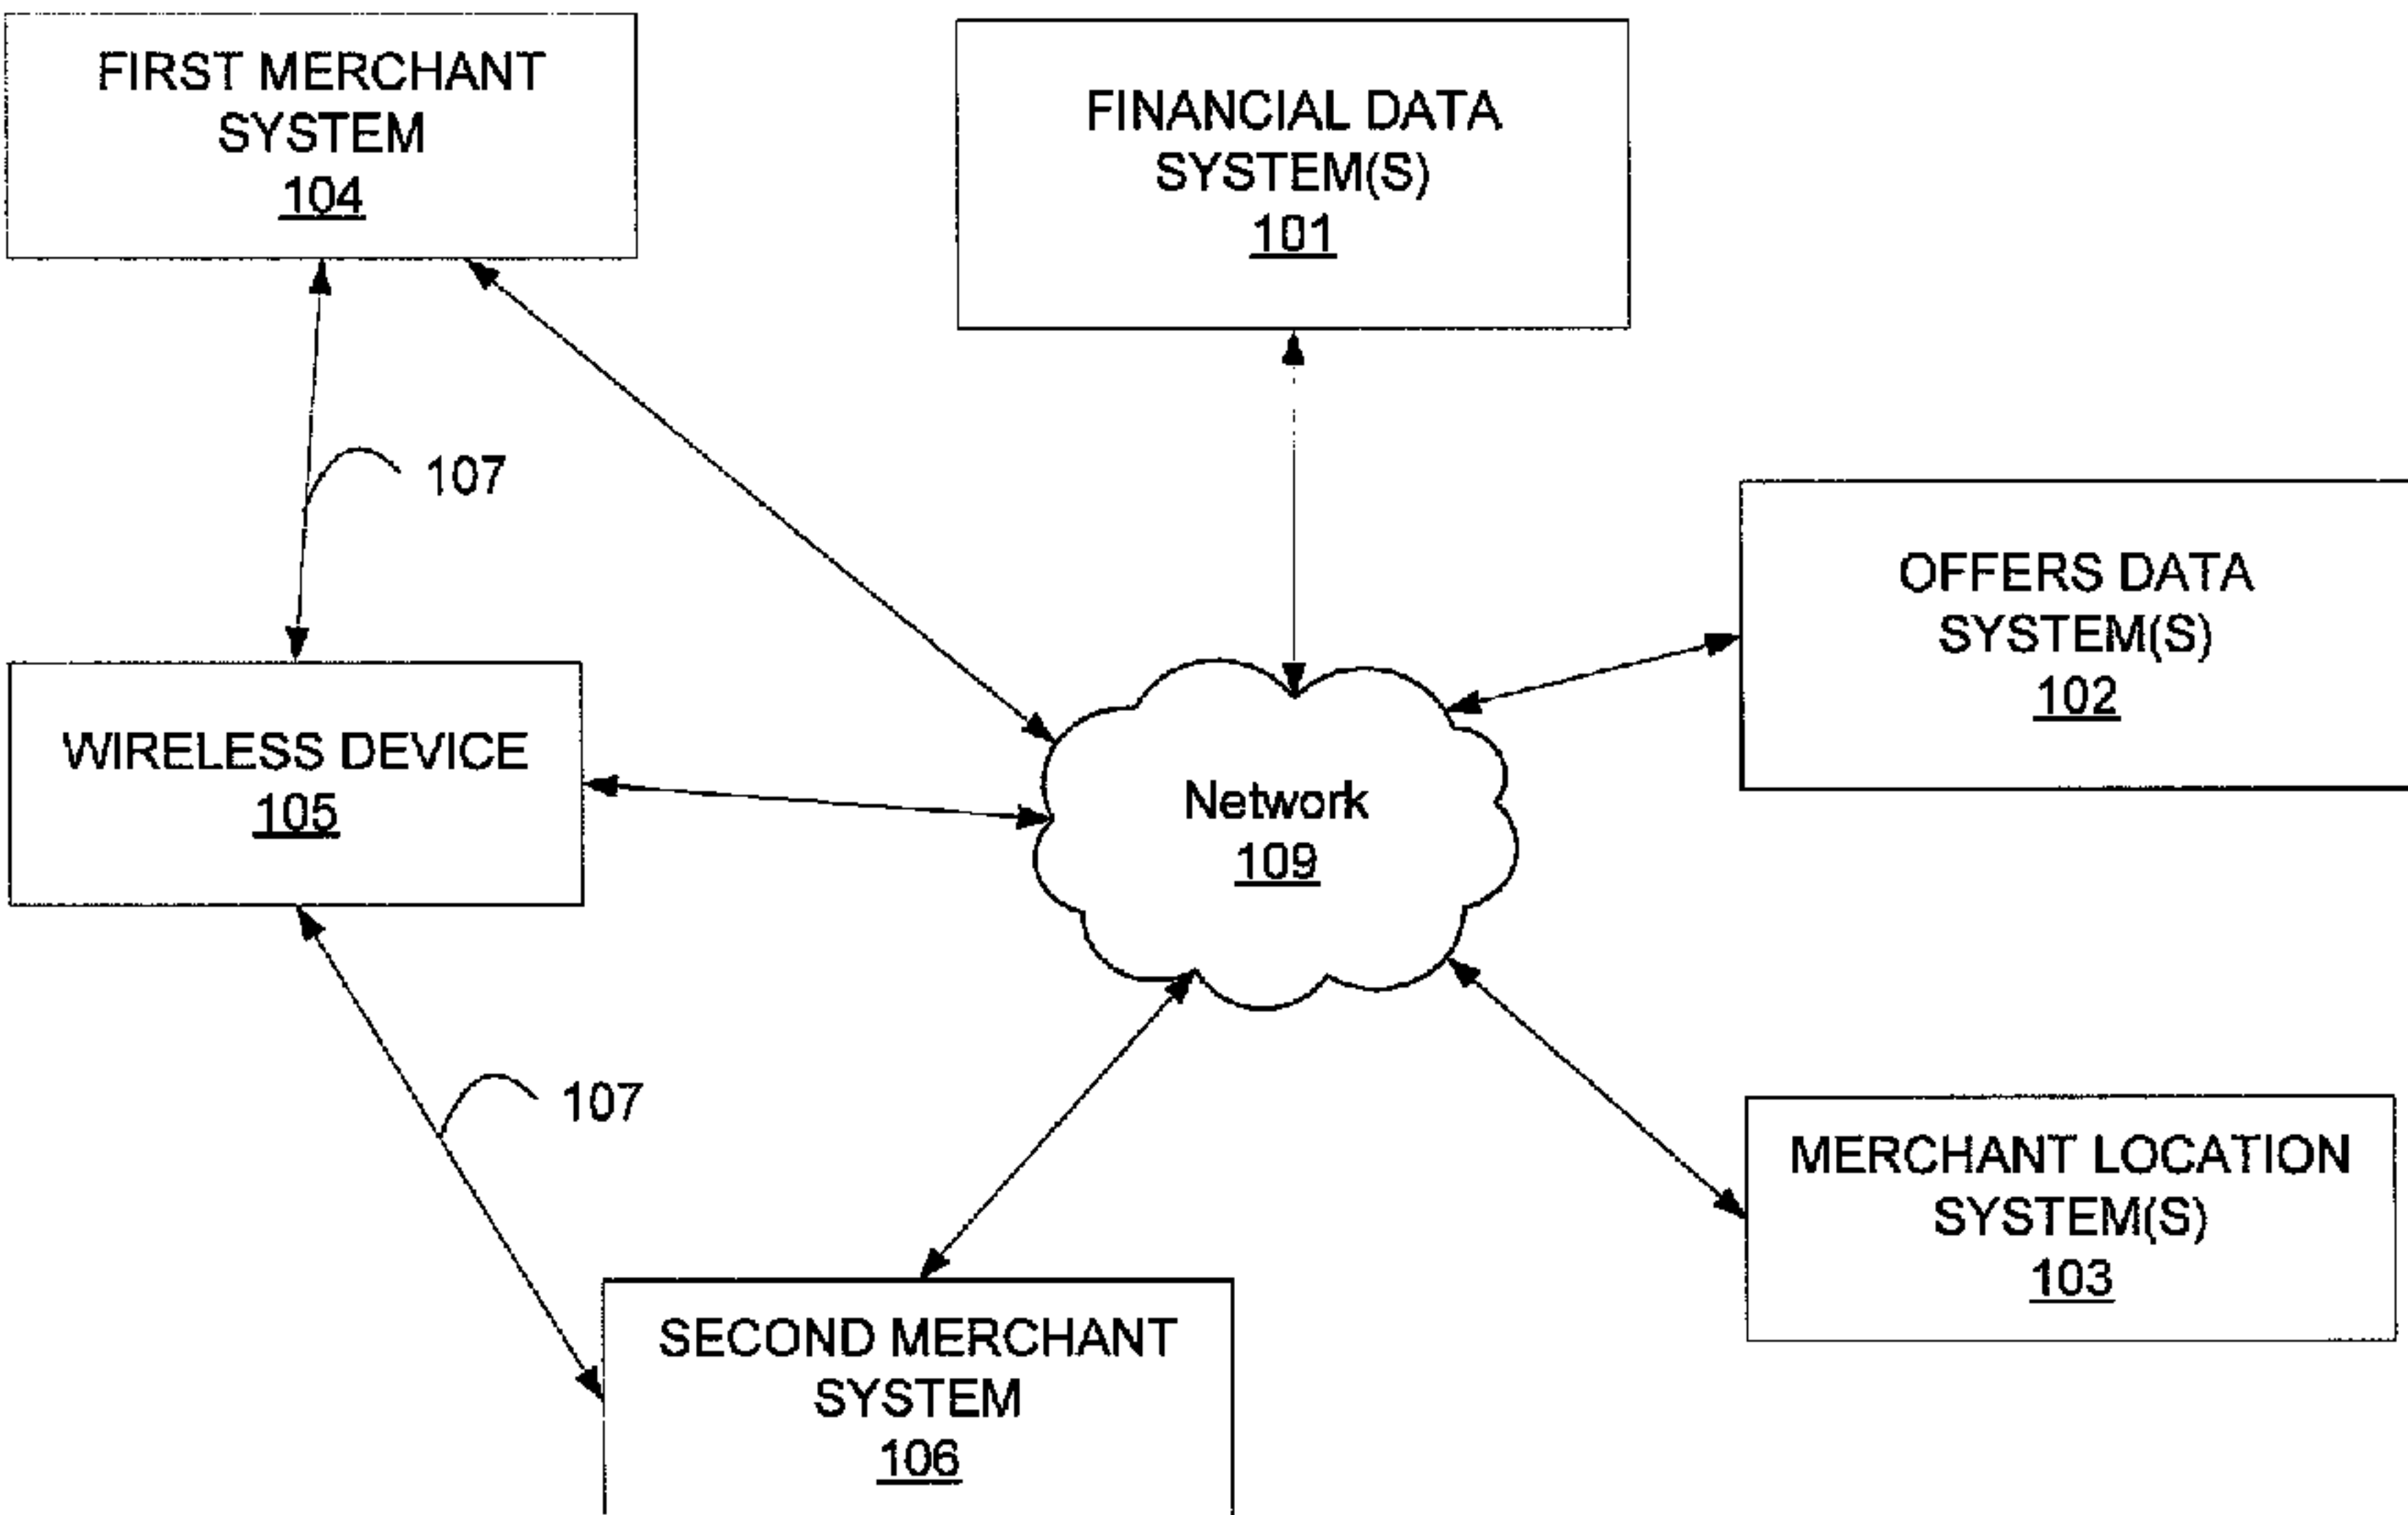 FIRST MERCHANT
SYSTEM
104
FINANCIAL DATA
SYSTEM(S)
101
107
OFFERS DATA
SYSTEM(S)
102
WIRELESS DEVICE
105
Network
109
107
MERCHANT LOCATION
SYSTEM(S)
103
SECOND MERCHANT
SYSTEM
106